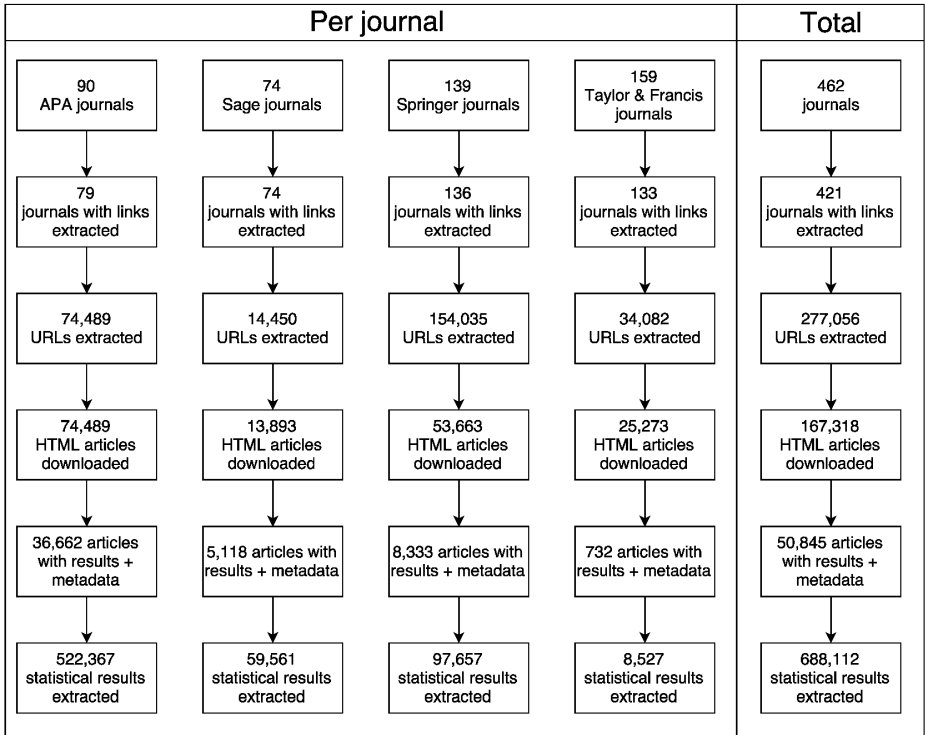 Per journal
Total
90
APA journals
74
Sage journals
139
Springer journals
159
Taylor & Francis
journals
462
journals
79
journals with links
extracted
74
journals with links
extracted
136
journals with links
extracted
133
journals with links
extracted
421
journals with links
extracted
74,489
URLs extracted
14,450
URLs extracted
154,035
URLs extracted
34,082
URLs extracted
277,056
URLs extracted
74,489
HTML articles
downloaded
13,893
HTML articles
downloaded
53,663
HTML articles
downloaded
25,273
HTML articles
downloaded
167,318
HTML articles
downloaded
36,662 articles
with results +
metadata
5,118 articles with
results + metadata
8,333 articles with
results + metadata
732 articles with
results + metadata
50,845 articles
with results +
metadata
522,367
statistical results
extracted
59,561
statistical results
extracted
97,657
statistical results
extracted
8,527
statistical results
extracted
688,112
statistical results
extracted